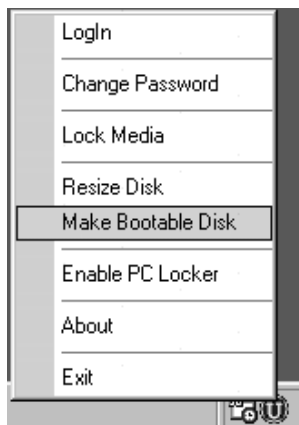 LogIn
Change Password
Lock Media
Resize Disk
Make Bootable Disk
Enable PC Locker
About
Exit